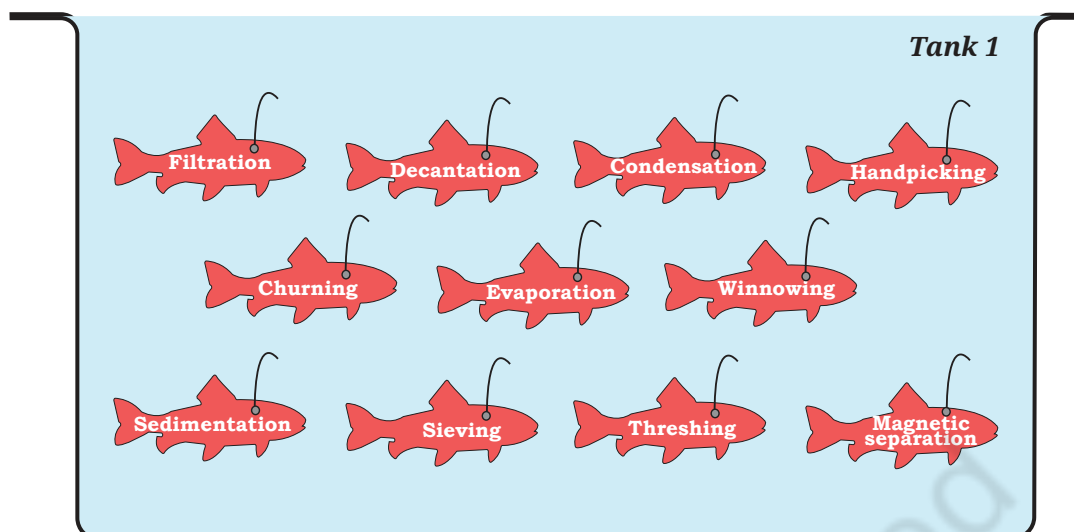 Tank 1
Filtration
Decantation
Condensation
Handpicking
Churning
Evaporation
Winnowing
Sedimentation
Sieving
Threshing
Magnetic
separation